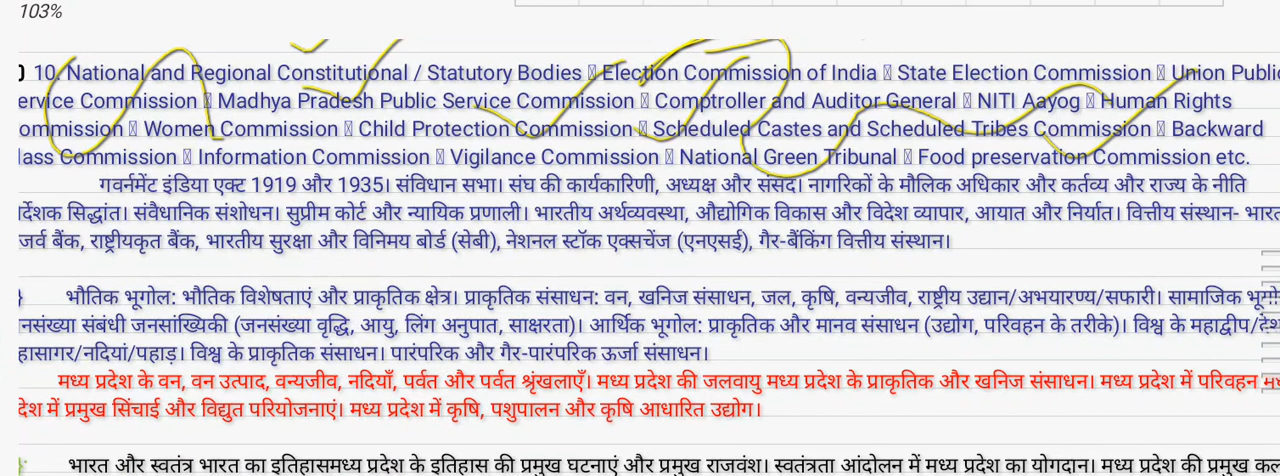 103%
10. National and Regional Constitutional / Statutory Bodies Election Commission of India State Election Commission Union Public
ervice Commission Madhya Pradesh Public Service Commission Comptroller and Auditor General NITI Aayog Human Rights
ommission Women Commission Child Protection Commission Scheduled Castes and Scheduled Tribes Commission Backward
lass Commission Information Commission Vigilance Commission National Green Tribunal Food preservation Commission etc.
गवर्नमेंट इंडिया एक्ट 1919 और 1935। संविधान सभा। संघ की कार्यकारिणी, अध्यक्ष और संसद। नागरिकों के मौलिक अधिकार और कर्तव्य और राज्य के नीति
र्देशक सिद्धांत। संवैधानिक संशोधन। सुप्रीम कोर्ट और न्यायिक प्रणाली। भारतीय अर्थव्यवस्था, औद्योगिक विकास और विदेश व्यापार, आयात और निर्यात। वित्तीय संस्थान- भारत
जर्व बैंक, राष्ट्रीयकृत बैंक, भारतीय सुरक्षा और विनिमय बोर्ड (सेबी), नेशनल स्टॉक एक्सचेंज (एनएसई), गैर-बैंकिंग वित्तीय संस्थान।
भौतिक भूगोल: भौतिक विशेषताएं और प्राकृतिक क्षेत्र। प्राकृतिक संसाधन: वन, खनिज संसाधन, जल, कृषि, वन्यजीव, राष्ट्रीय उद्यान/अभयारण्य/सफारी। सामाजिक
नसंख्या संबंधी जनसांख्यिकी (जनसंख्या वृद्धि, आयु, लिंग अनुपात, साक्षरता)। आर्थिक भूगोल: प्राकृतिक और मानव संसाधन (उद्योग, परिवहन के तरीके)। विश्व के महाद्वीप/
हासागर/नदियां/पहाड़। विश्व के प्राकृतिक संसाधन। पारंपरिक और गैर-पारंपरिक ऊर्जा संसाधन।
मध्य प्रदेश के वन, वन उत्पाद, वन्यजीव, नदियाँ, पर्वत और पर्वत श्रृंखलाएँ। मध्य प्रदेश की जलवायु मध्य प्रदेश के प्राकृतिक और खनिज संसाधन। मध्य प्रदेश में परिवहन
देश में प्रमुख सिंचाई और विद्युत परियोजनाएं। मध्य प्रदेश में कृषि, पशुपालन और कृषि आधारित उद्योग।
भारत और स्वतंत्र भारत का इतिहासमध्य प्रदेश के इतिहास की प्रमुख घटनाएं और प्रमुख राजवंश। स्वतंत्रता आंदोलन में मध्य प्रदेश का योगदान। मध्य प्रदेश की प्रमुख